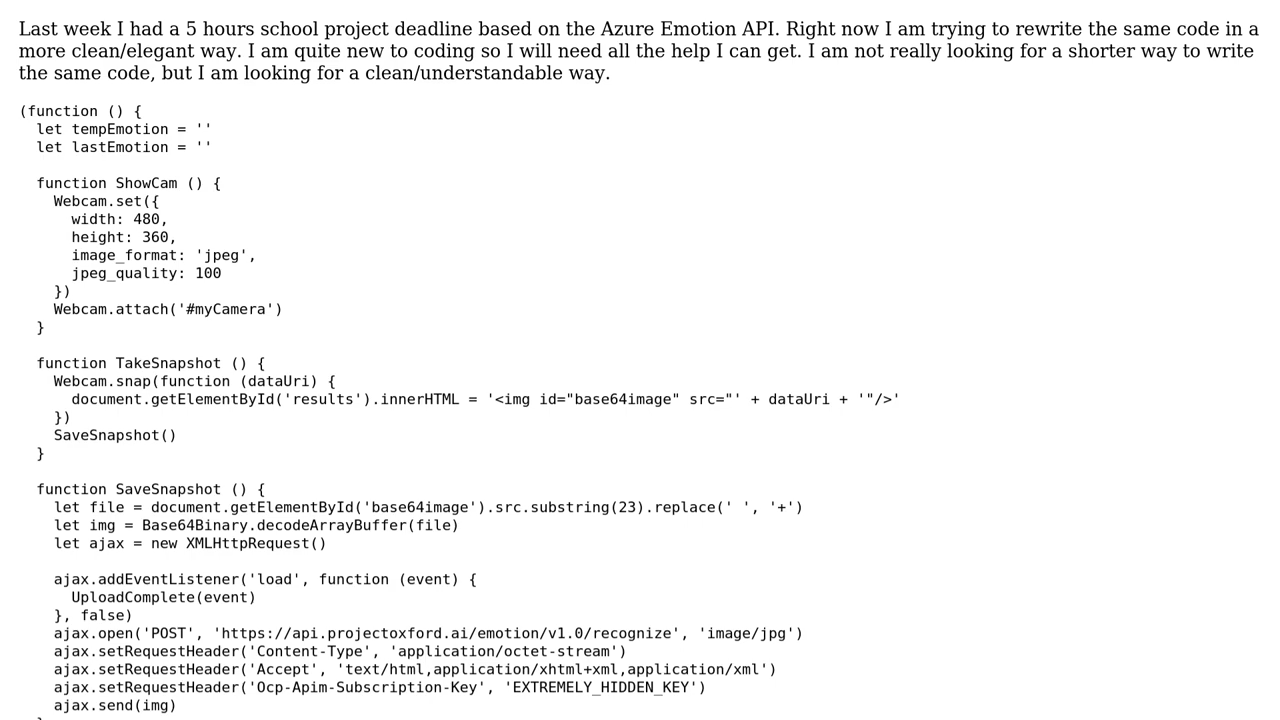 Last week I had a 5 hours school project deadline based on the Azure Emotion API. Right now I am trying to rewrite the same code in a
more clean/elegant way. I am quite new to coding so I will need all the help I can get. I am not really looking for a shorter way to write
the same code, but I am looking for a clean/understandable way.

(function () {
  let tempEmotion = ''
  let lastEmotion = ''

  function ShowCam () {
    Webcam.set({
      width: 480,
      height: 360,
      image_format: 'jpeg',
      jpeg_quality: 100
    })
    Webcam.attach('#myCamera')
  }

  function TakeSnapshot () {
    Webcam.snap(function (dataUri) {
      document.getElementById('results').innerHTML = '<img id="base64image" src="' + dataUri + '"/>'
    })
    SaveSnapshot()
  }

  function SaveSnapshot () {
    let file = document.getElementById('base64image').src.substring(23).replace(' ', '+')
    let img = Base64Binary.decodeArrayBuffer(file)
    let ajax = new XMLHttpRequest()

    ajax.addEventListener('load', function (event) {
      UploadComplete(event)
    }, false)
    ajax.open('POST', 'https://api.projectoxford.ai/emotion/v1.0/recognize', 'image/jpg')
    ajax.setRequestHeader('Content-Type', 'application/octet-stream')
    ajax.setRequestHeader('Accept', 'text/html,application/xhtml+xml,application/xml')
    ajax.setRequestHeader('Ocp-Apim-Subscription-Key', 'EXTREMELY_HIDDEN_KEY')
    ajax.send(img)